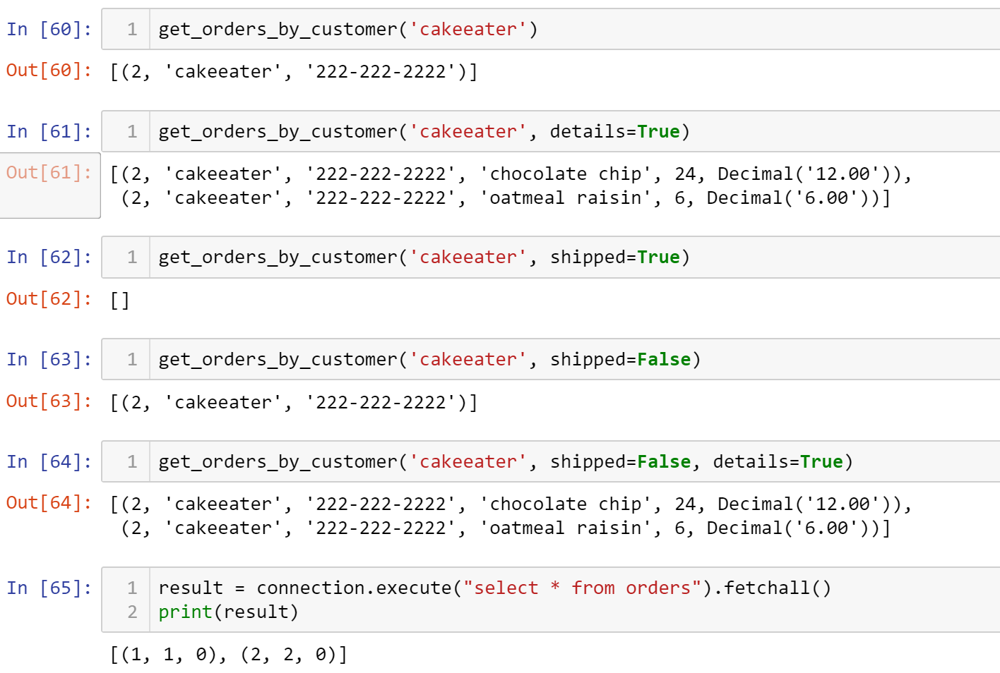 In [60]: 1 get_orders_by_customer('cakeeater')
Out[60]: [(2, 'cakeeater', '222-222-2222')]
In [61]: 1 get_orders_by_customer('cakeeater', details=True)
Out[61]: [(2, 'cakeeater', '222-222-2222', 'chocolate chip', 24, Decimal('12.00')),
(2, 'cakeeater', '222-222-2222', 'oatmeal raisin', 6, Decimal('6.00'))]
In [62]: 1 get_orders_by_customer('cakeeater', shipped=True)
Out[62]: []
In [63]: 1 get_orders_by_customer('cakeeater', shipped=False)
Out[63]: [(2, 'cakeeater', '222-222-2222')]
In [64]: 1 get_orders_by_customer('cakeeater', shipped=False, details=True)
Out[64]: [(2, 'cakeeater', '222-222-2222', 'chocolate chip', 24, Decimal('12.00')),
(2, 'cakeeater', '222-222-2222', 'oatmeal raisin', 6, Decimal('6.00'))]
In [65]: 1 result = connection.execute("select * from orders").fetchall()
2 print(result)
[(1, 1, 0), (2, 2, 0)]